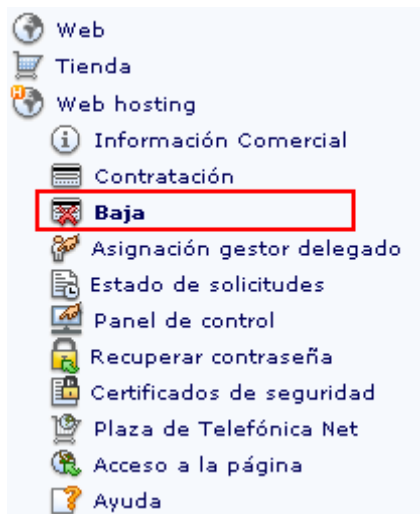 Web
Tienda
Web hosting
Información Comercial
Contratación
Baja
Asignación gestor delegado
Estado de solicitudes
Panel de control
Recuperar contraseña
Certificados de seguridad
Plaza de Telefónica Net
Acceso a la página
Ayuda